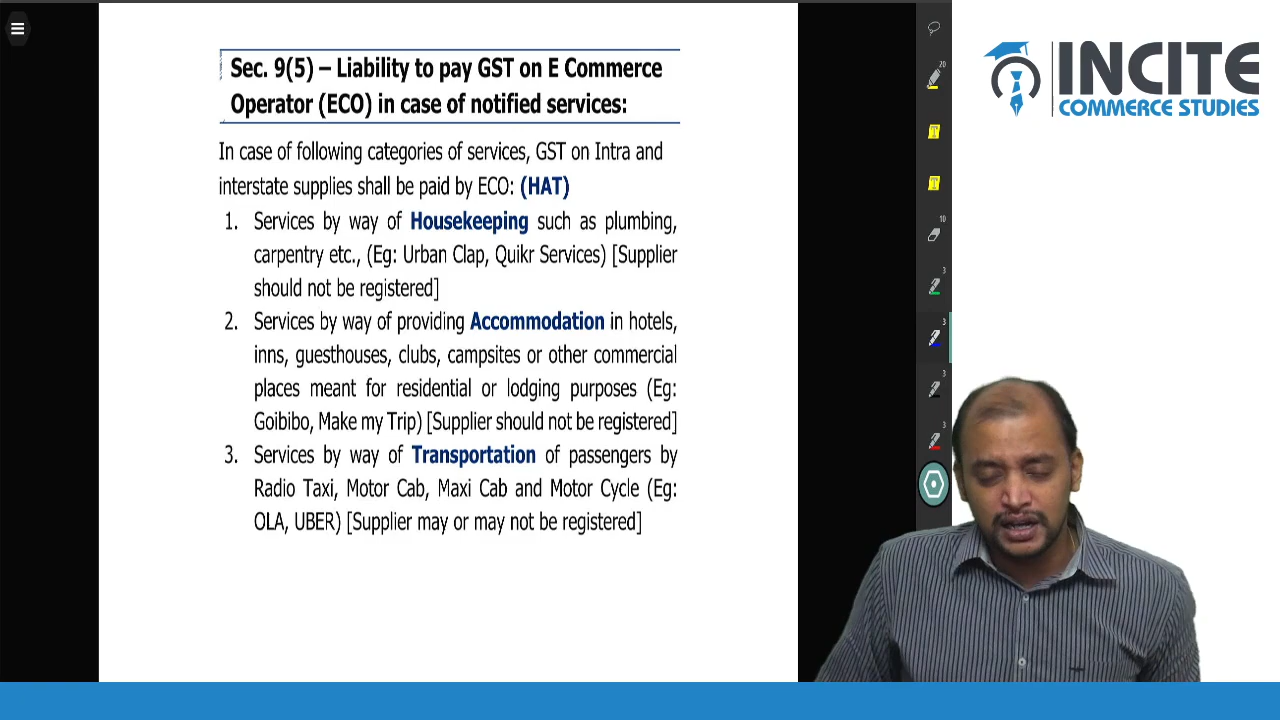 Sec. 9(5) – Liability to pay GST on E Commerce
Operator (ECO) in case of notified services:
In case of following categories of services, GST on Intra and
interstate supplies shall be paid by ECO: (HAT)
1. Services by way of Housekeeping such as plumbing,
carpentry etc., (Eg: Urban Clap, Quikr Services) [Supplier
should not be registered]
2. Services by way of providing Accommodation in hotels,
inns, guesthouses, clubs, campsites or other commercial
places meant for residential or lodging purposes (Eg:
Goibibo, Make my Trip) [Supplier should not be registered]
3. Services by way of Transportation of passengers by
Radio Taxi, Motor Cab, Maxi Cab and Motor Cycle (Eg:
OLA, UBER) [Supplier may or may not be registered]
20
T
T
10
3
3
3
3
INCITE
COMMERCE STUDIES